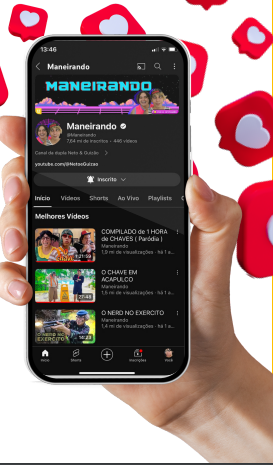 13:46
Maneirando
MANEIRANDO
Maneirando
@Maneirando
7,64 mi de inscritos • 446 vídeos
Canal da dupla Neto & Guizão
youtube.com/@NetoeGuizao
Inscrito
Início Vídeos Shorts Ao Vivo Playlists
Melhores Vídeos
COMPILADO de 1 HORA
de CHAVES ( Paródia )
Maneirando
1,9 mi de visualizações · há 1 a...
1:21:59
O CHAVE EM
ACAPULCO
Maneirando
1,5 mi de visualizações · há 1 a...
21:48
O NERD NO EXERCITO
Maneirando
1,4 mi de visualizações · há 1 a...
14:23
Início Shorts Inscrições Você